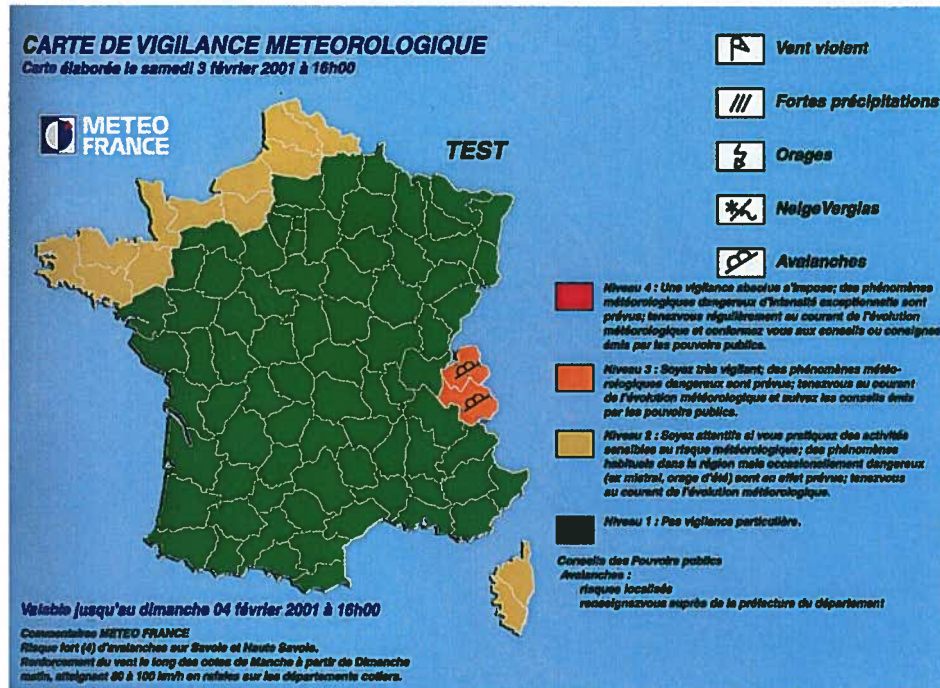 CARTE DE VIGILANCE METEOROLOGIQUE
Carte élaborée le samedi 3 février 2001 à 16h00
METEO
FRANCE
TEST
Vent violent
Fortes précipitations
Orages
NeigeVerglas
Avalanches
Niveau 4 : Une vigilance absolue s'impose; des phénomènes
météorologiques dangereux d'intensité exceptionnelle sont
prévus; tenezvous régulièrement au courant de l'évolution
météorologique et conformez vous aux conseils ou consignes
émis par les pouvoirs publics.
Niveau 3 : Soyez très vigilant; des phénomènes météo-
rologiques dangereux sont prévus; tenezvous au courant
de l'évolution météorologique et suivez les conseils émis
par les pouvoirs publics.
Niveau 2 : Soyez attentifs si vous pratiquez des activités
sensibles au risque météorologique; des phénomènes
habituels dans la région mais occasionellement dangereux
(ex mistral, orage d'été) sont en effet prévus; tenezvous
au courant de l'évolution météorologique.
Niveau 1 : Pas vigilance particulière.
Conseils des Pouvoirs publics
Avalanches :
risques localisés
renseignezvous auprès de la préfecture du département
Valable jusqu'au dimanche 04 février 2001 à 16h00
Commentaires METEO FRANCE
Risque fort (4) d'avalanches sur Savoie et Haute Savoie.
Renforcement du vent le long des cotes de Manche à partir de Dimanche
matin, atteignant 80 à 100 km/h en rafales sur les départements cotiers.